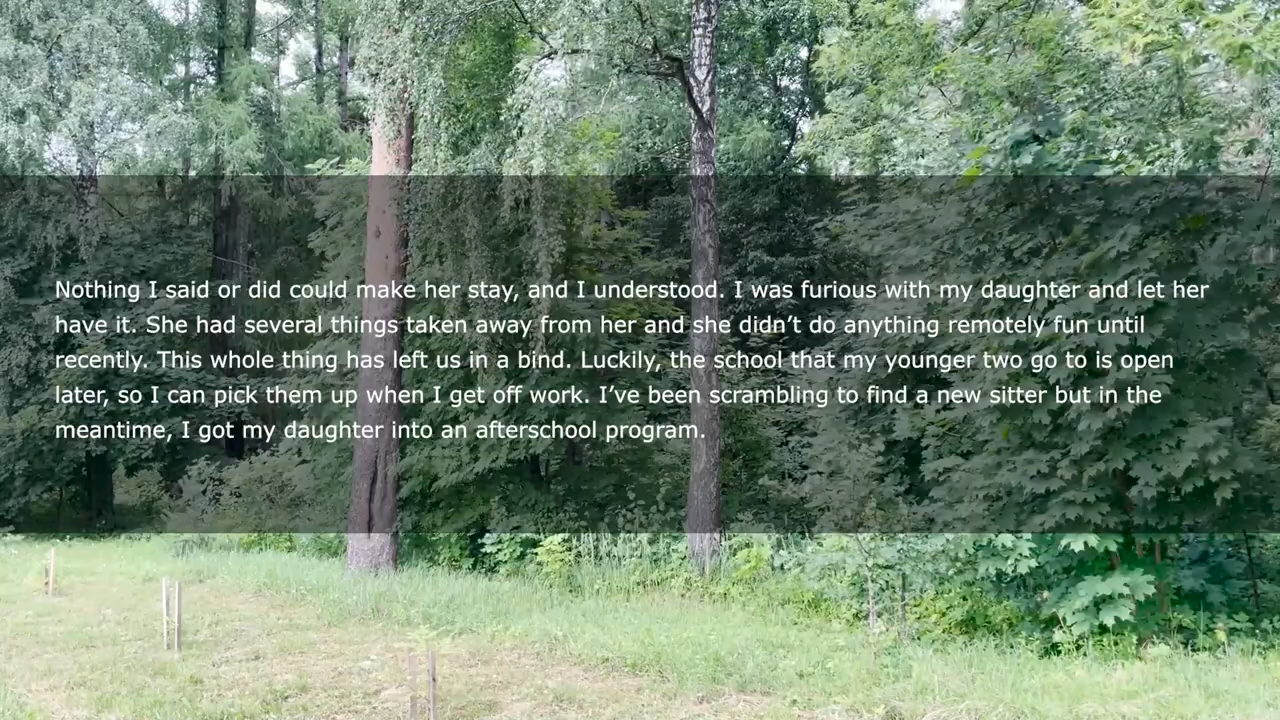 Nothing I said or did could make her stay, and I understood. I was furious with my daughter and let her
have it. She had several things taken away from her and she didn’t do anything remotely fun until
recently. This whole thing has left us in a bind. Luckily, the school that my younger two go to is open
later, so I can pick them up when I get off work. I’ve been scrambling to find a new sitter but in the
meantime, I got my daughter into an afterschool program.